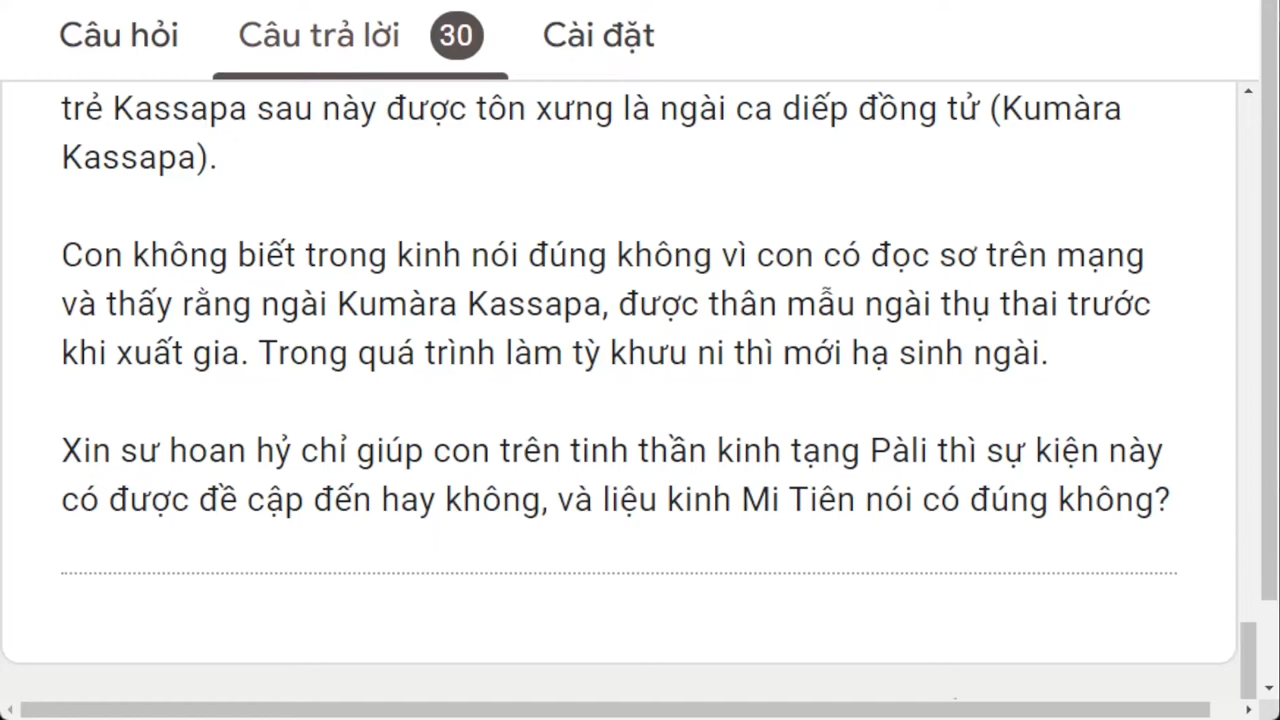 Câu hỏi Câu trả lời 30 Cài đặt
trẻ Kassapa sau này được tôn xưng là ngài ca diếp đồng tử (Kumàra
Kassapa).
Con không biết trong kinh nói đúng không vì con có đọc sơ trên mạng
và thấy rằng ngài Kumàra Kassapa, được thân mẫu ngài thụ thai trước
khi xuất gia. Trong quá trình làm tỳ khưu ni thì mới hạ sinh ngài.
Xin sư hoan hỷ chỉ giúp con trên tinh thần kinh tạng Pàli thì sự kiện này
có được đề cập đến hay không, và liệu kinh Mi Tiên nói có đúng không?